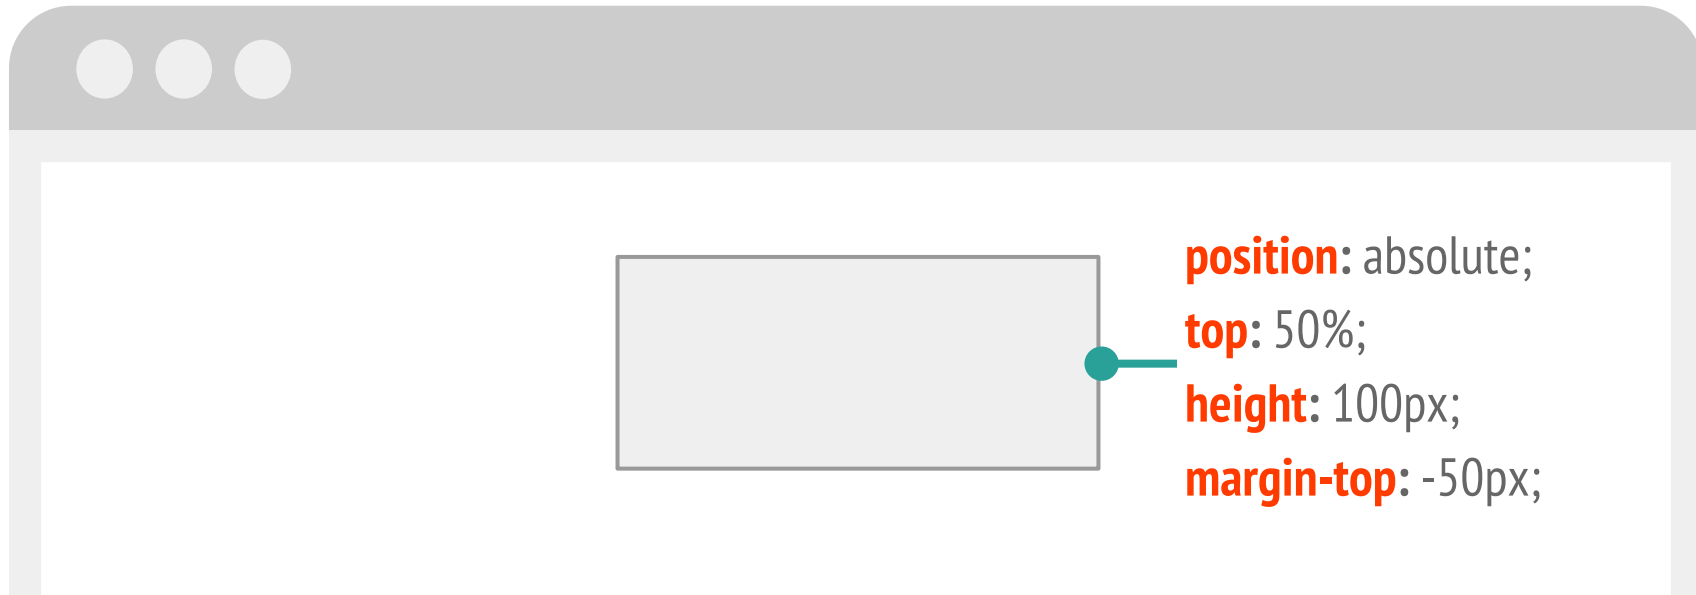 position: absolute;
top: 50%;
height: 100px;
margin-top: -50px;